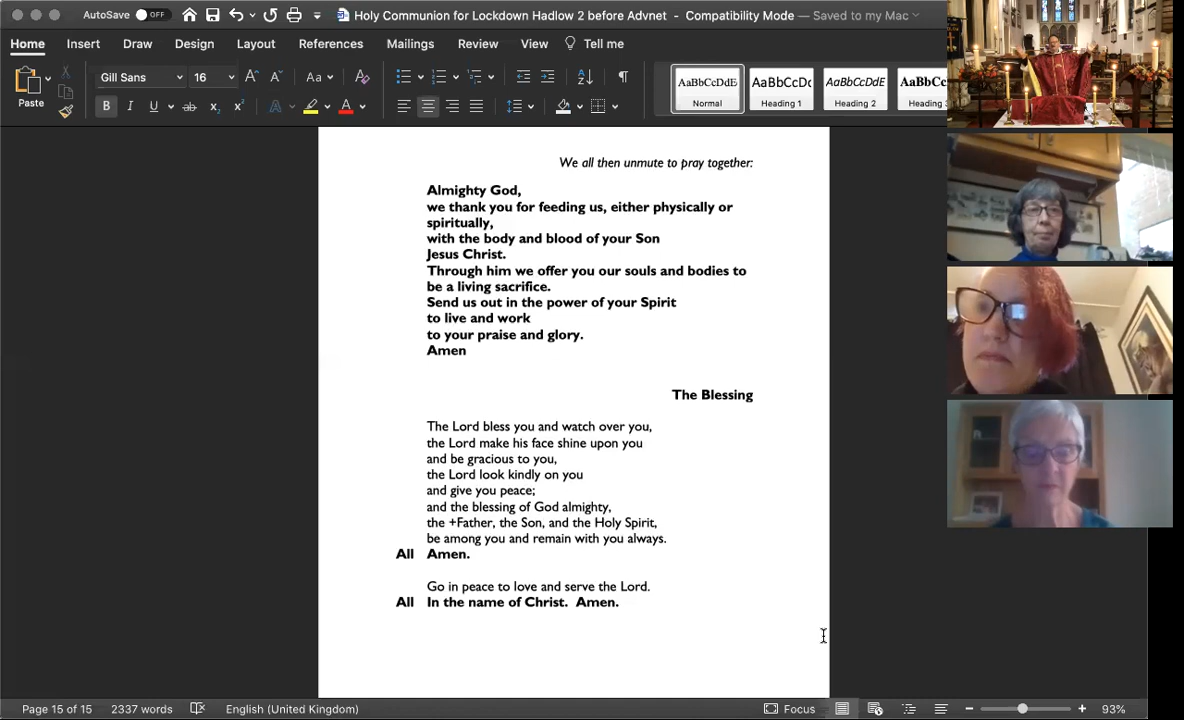 AutoSave OFF Holy Communion for Lockdown Hadlow 2 before Advnet - Compatibility Mode — Saved to my Mac
Home Insert Draw Design Layout References Mailings Review View Tell me
Paste
Gill Sans 16
AaBbCcDdE AaBbCcDc AaBbCcDdE AaBbCc
Normal Heading 1 Heading 2 Heading
We all then unmute to pray together:
Almighty God,
we thank you for feeding us, either physically or
spiritually,
with the body and blood of your Son
Jesus Christ.
Through him we offer you our souls and bodies to
be a living sacrifice.
Send us out in the power of your Spirit
to live and work
to your praise and glory.
Amen
The Blessing
The Lord bless you and watch over you,
the Lord make his face shine upon you
and be gracious to you,
the Lord look kindly on you
and give you peace;
and the blessing of God almighty,
the +Father, the Son, and the Holy Spirit,
be among you and remain with you always.
All Amen.
Go in peace to love and serve the Lord.
All In the name of Christ. Amen.
Page 15 of 15 2337 words English (United Kingdom) Focus 93%